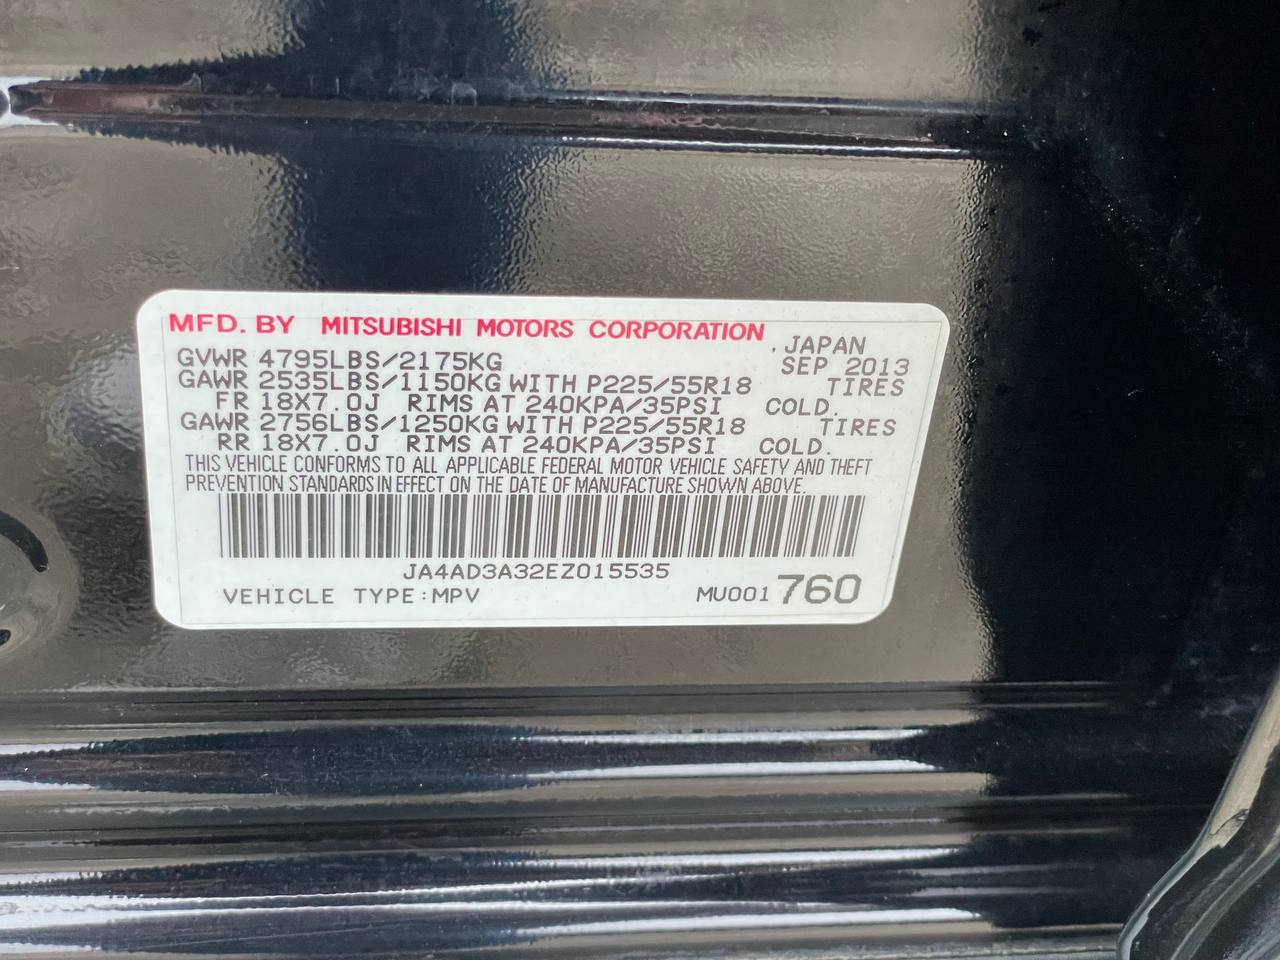 MFD. BY MITSUBISHI MOTORS CORPORATION
JAPAN
GVWR 4795LBS/2175KG SEP 2013
GAWR 2535LBS/1150KG WITH P225/55R18 TIRES
FR 18X7.0J RIMS AT 240KPA/35PSI COLD.
GAWR 2756LBS/1250KG WITH P225/55R18 TIRES
RR 18X7.0J RIMS AT 240KPA/35PSI COLD.
THIS VEHICLE CONFORMS TO ALL APPLICABLE FEDERAL MOTOR VEHICLE SAFETY AND THEFT
PREVENTION STANDARDS IN EFFECT ON THE DATE OF MANUFACTURE SHOWN ABOVE.
JA4AD3A32EZ015535
VEHICLE TYPE:MPV MU001760